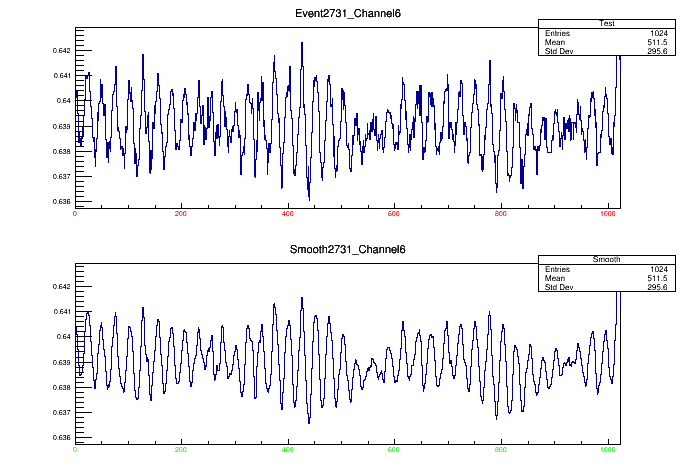 Event2731_Channel6
Test
Entries 1024
Mean 511.5
Std Dev 295.6
0.642
0.641
0.64
0.639
0.638
0.637
0.636
0 200 400 600 800 1000
Smooth2731_Channel6
Smooth
Entries 1024
Mean 511.5
Std Dev 295.6
0.642
0.641
0.64
0.639
0.638
0.637
0.636
0 200 400 600 800 1000